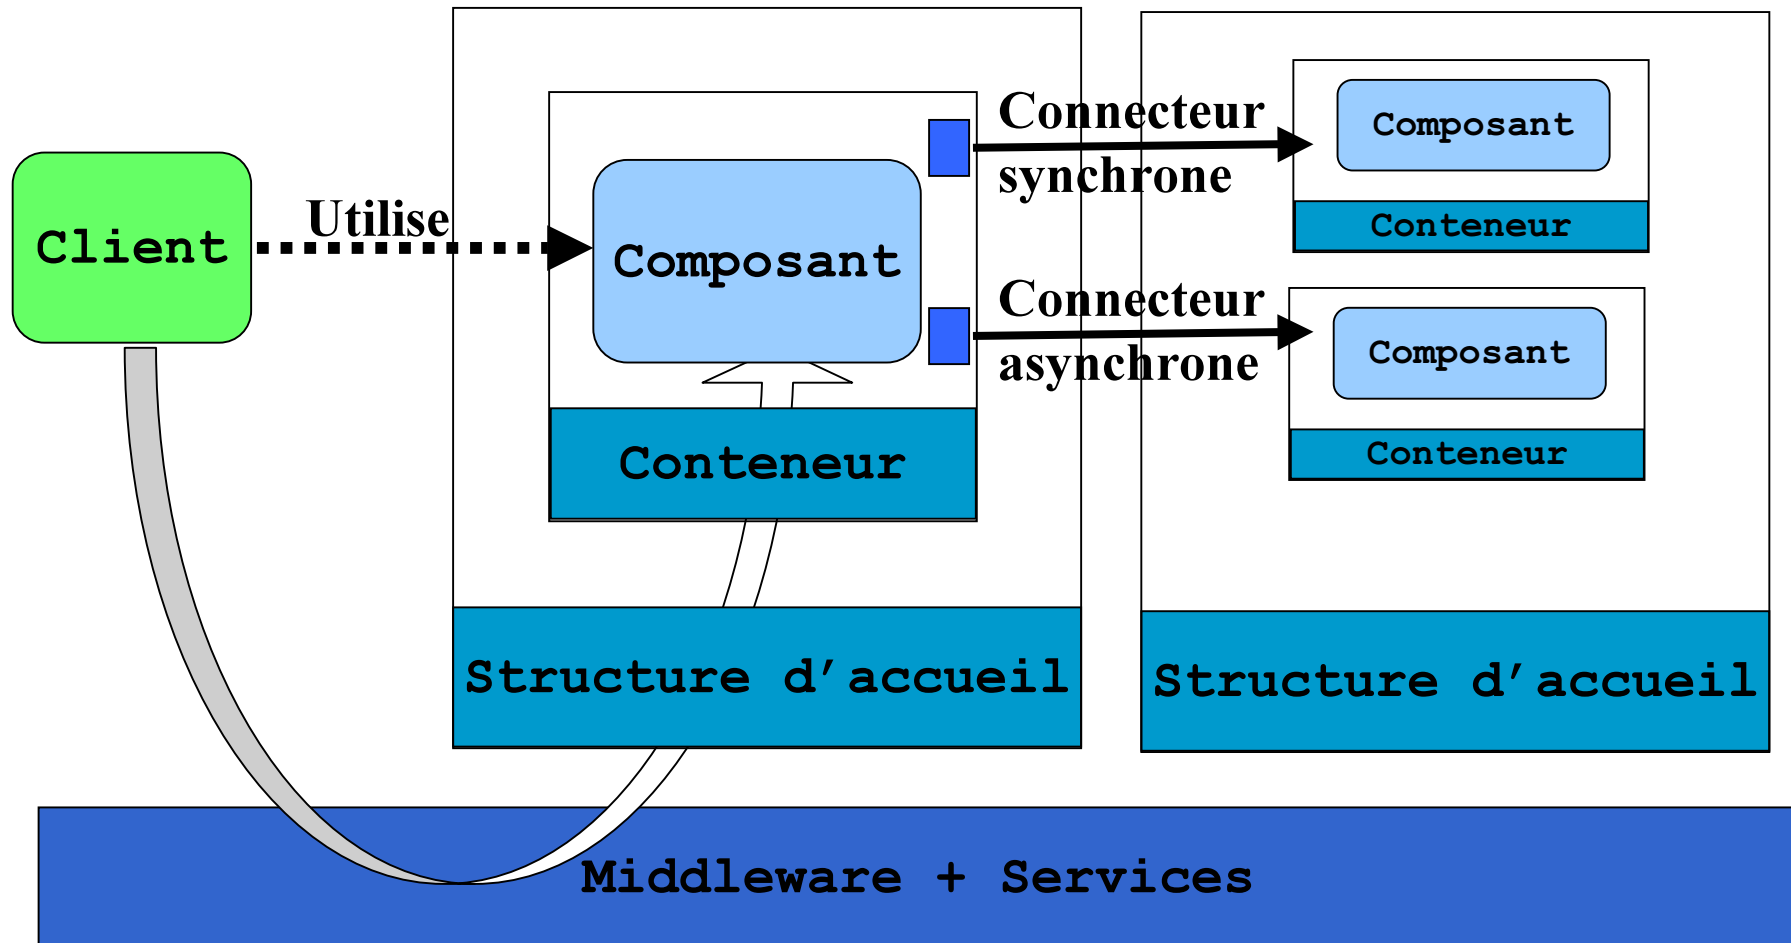 Client
Utilise
Composant
Conteneur
Structure d’accueil
Connecteur
synchrone
Connecteur
asynchrone
Composant
Conteneur
Composant
Conteneur
Structure d’accueil
Middleware + Services